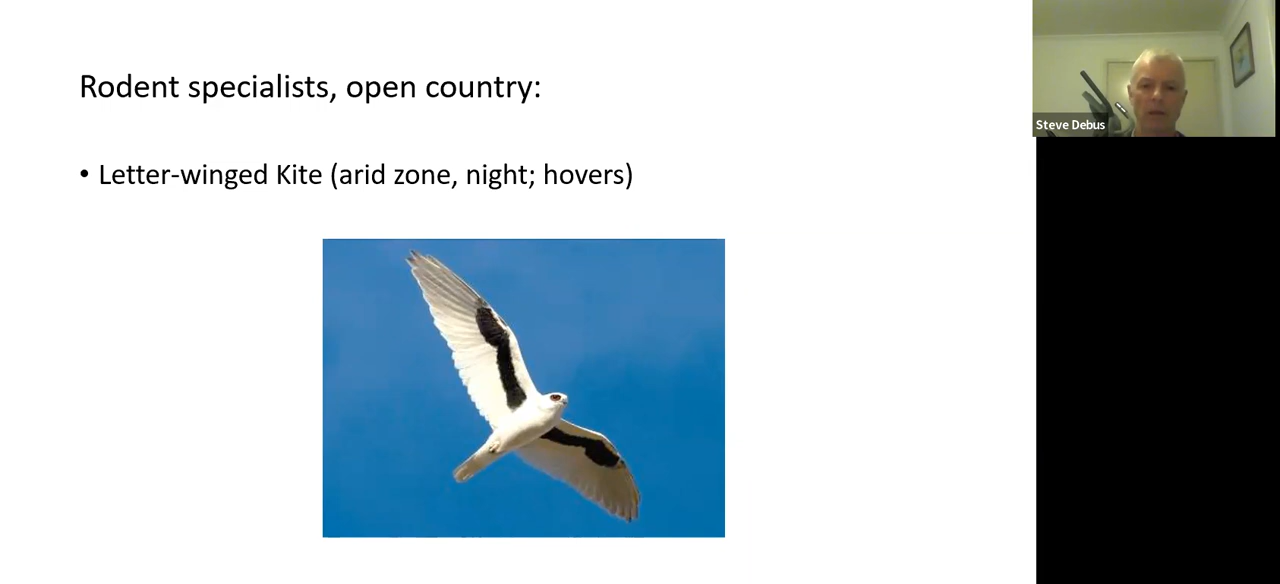 Rodent specialists, open country:
• Letter-winged Kite (arid zone, night; hovers)
Steve Debus